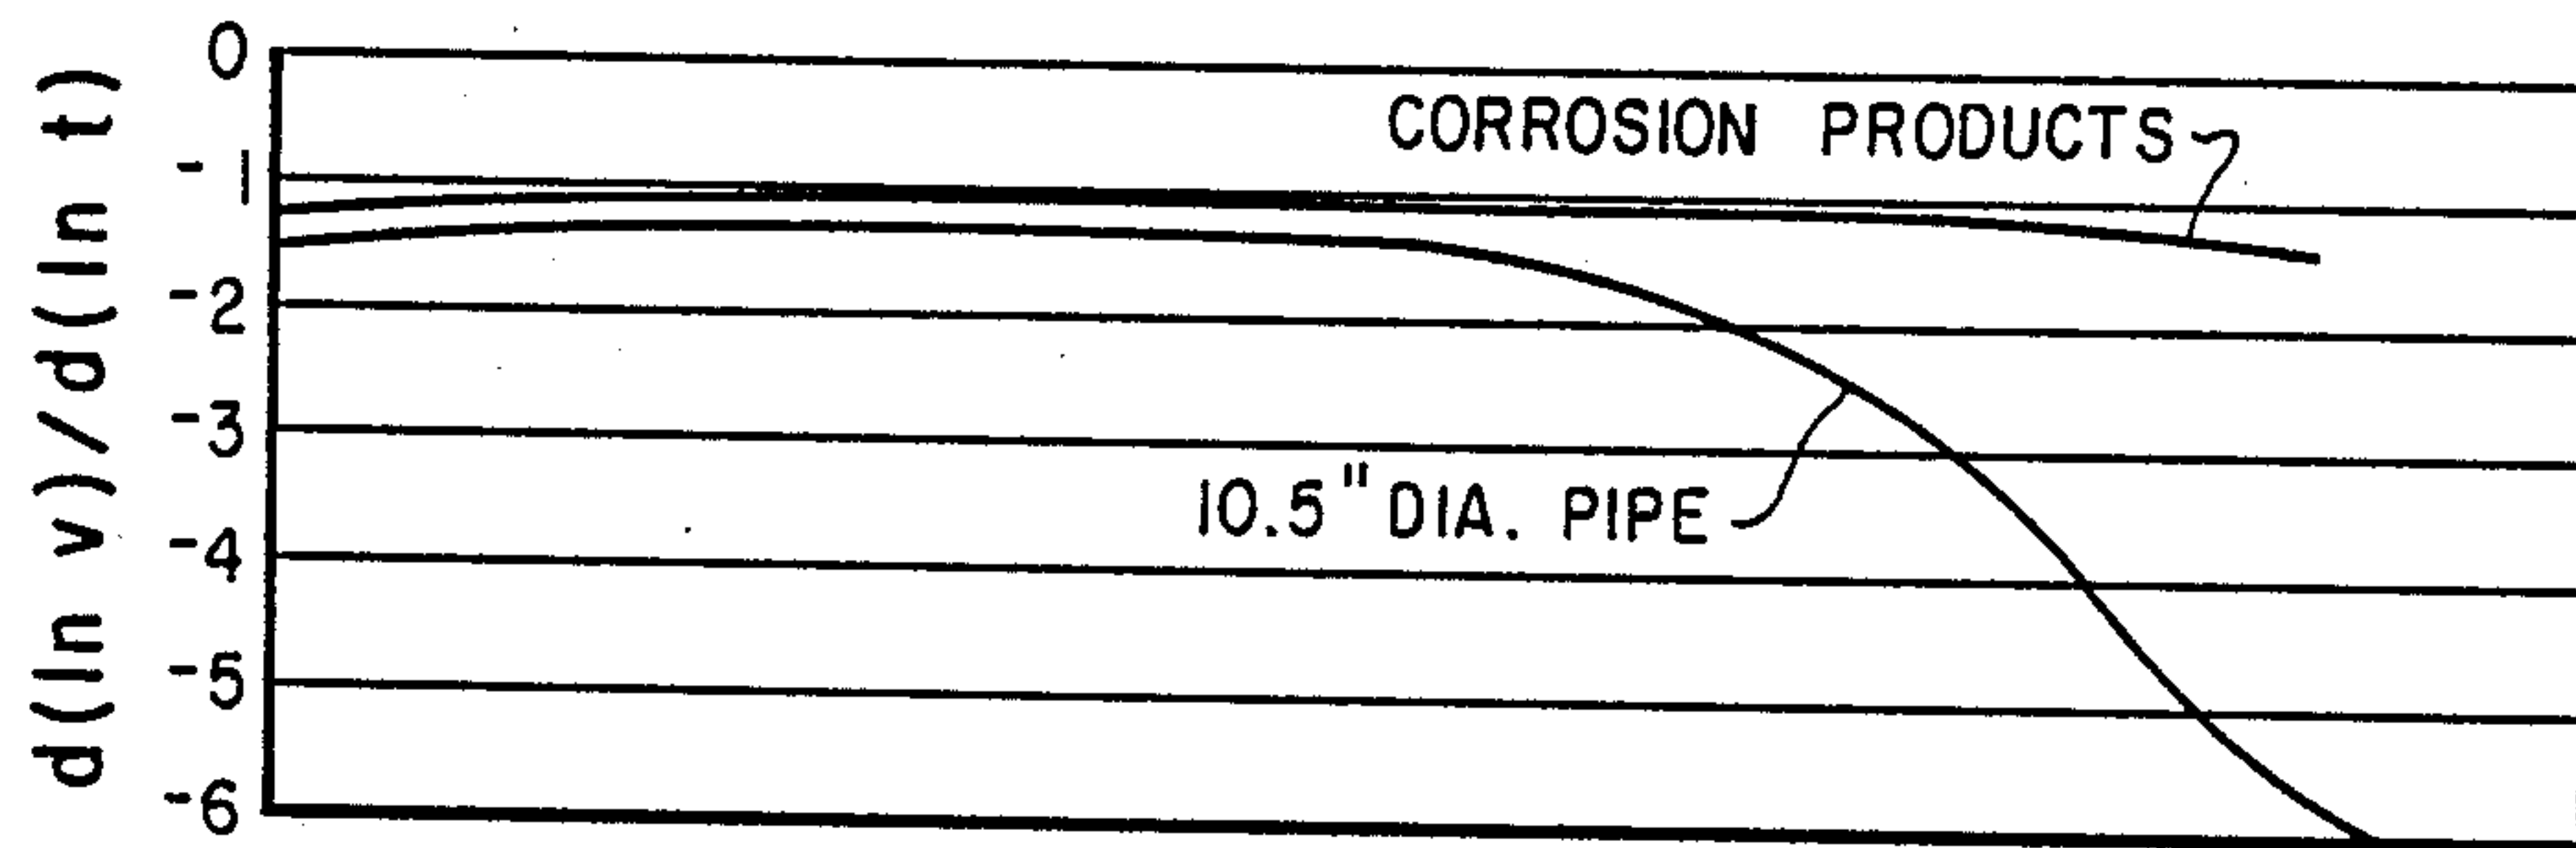 d(ln v)/d(ln t)
0
-1
-2
-3
-4
-5
-6
CORROSION PRODUCTS
10.5" DIA. PIPE